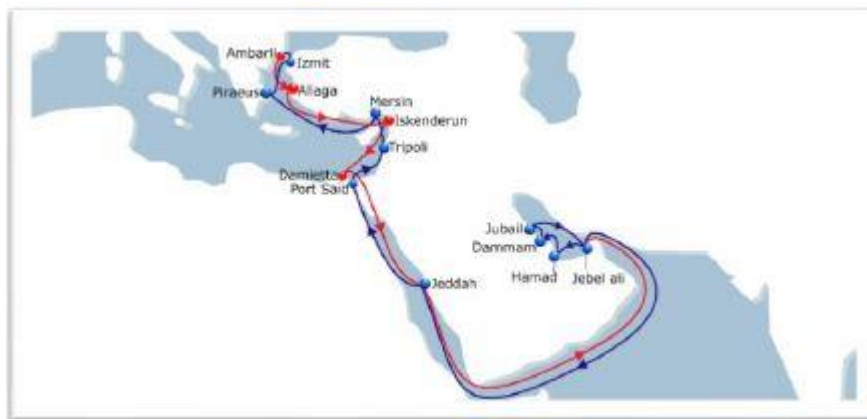 Ambarli
Izmit
Aliaga
Piraeus
Mersin
Iskenderun
Tripoli
Damietta
Port Said
Jubail
Dammam
Hamad
Jebel ali
Jeddah